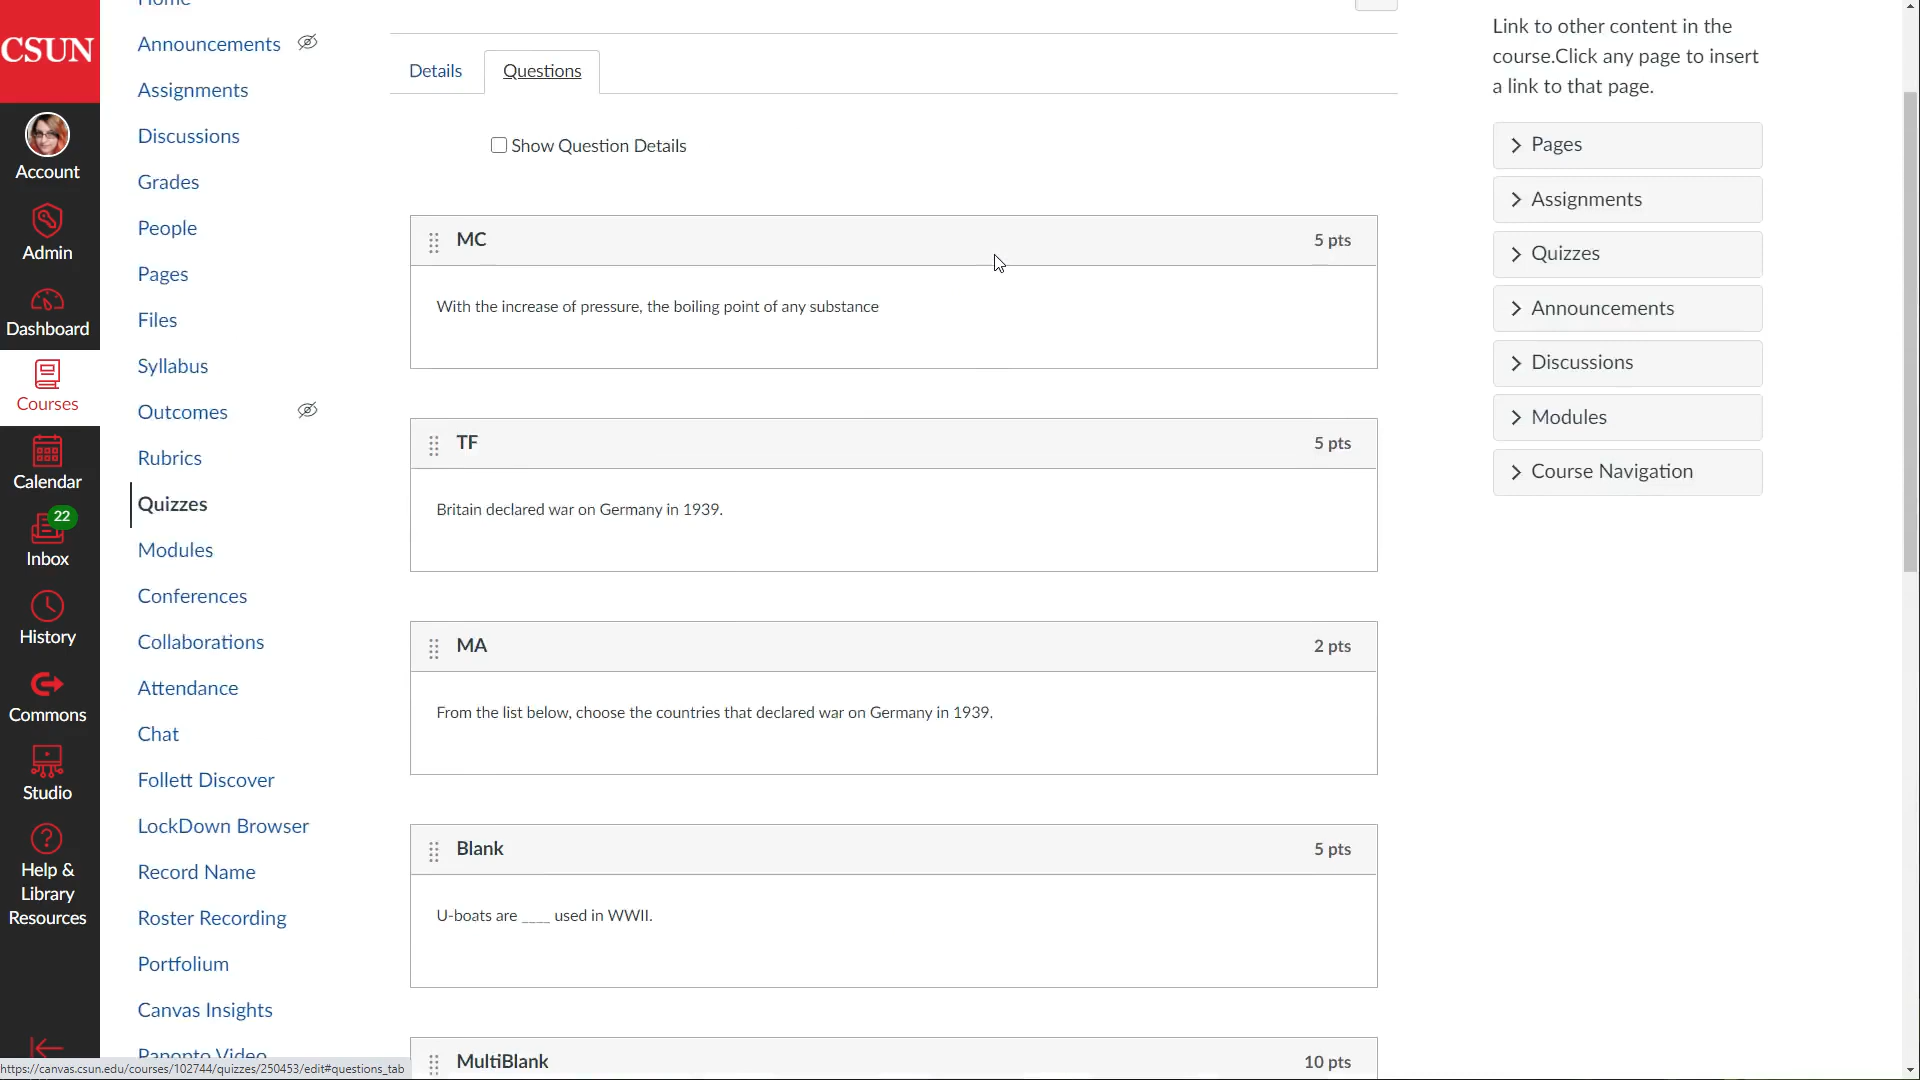 CSUN
Account
Admin
Dashboard
Courses
Calendar
22
Inbox
History
Commons
Studio
Help &
Library
Resources
Home
Announcements
Assignments
Discussions
Grades
People
Pages
Files
Syllabus
Outcomes
Rubrics
Quizzes
Modules
Conferences
Collaborations
Attendance
Chat
Follett Discover
LockDown Browser
Record Name
Roster Recording
Portfolium
Canvas Insights
Panopto Video
https://canvas.csun.edu/courses/102744/quizzes/250453/edit#questions_tab
Details Questions
Show Question Details
MC 5 pts
With the increase of pressure, the boiling point of any substance
TF 5 pts
Britain declared war on Germany in 1939.
MA 2 pts
From the list below, choose the countries that declared war on Germany in 1939.
Blank 5 pts
U-boats are ____ used in WWII.
MultiBlank 10 pts
Link to other content in the
course.Click any page to insert
a link to that page.
Pages
Assignments
Quizzes
Announcements
Discussions
Modules
Course Navigation